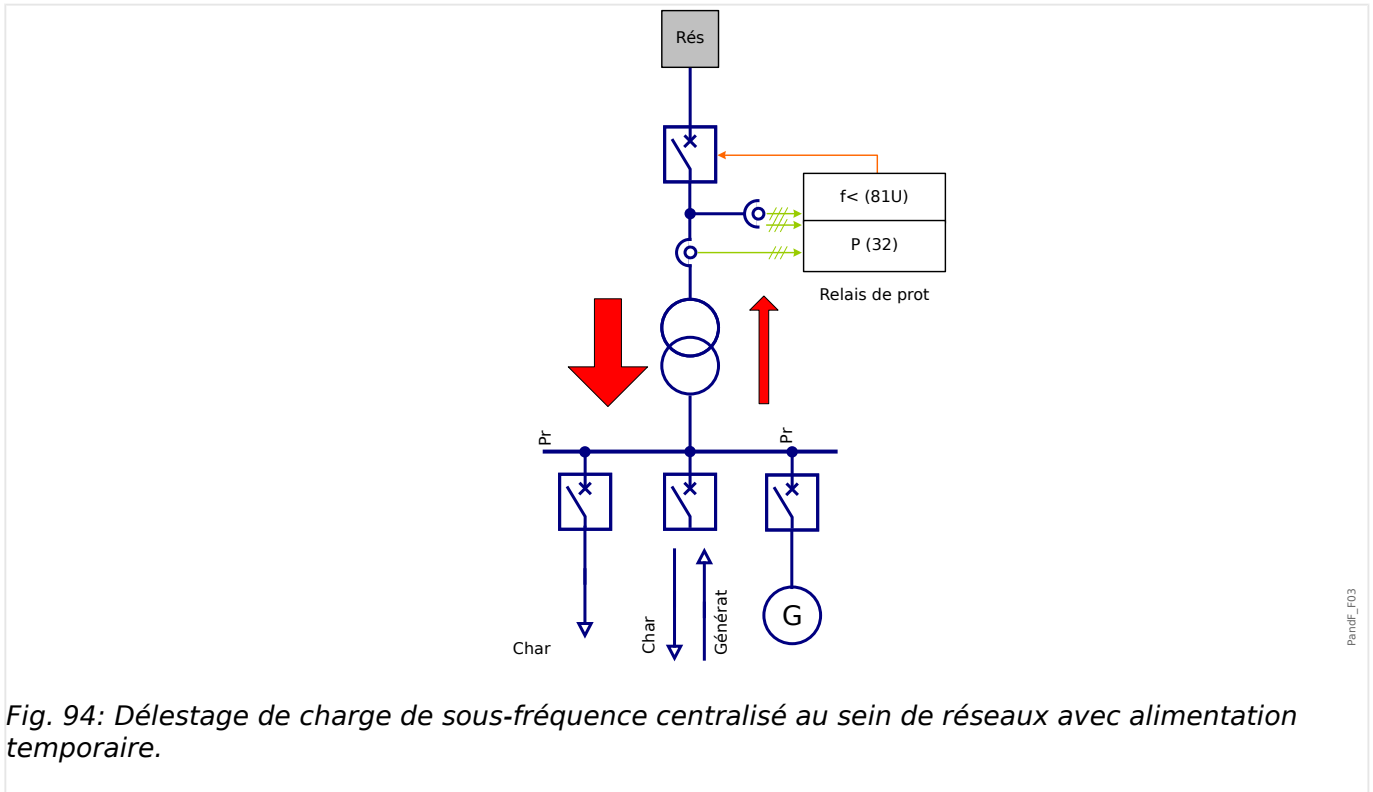 Rés
f< (81U)
P (32)
Relais de prot
Pr
Pr
Char
Char
Générat
G
PandF_F03
Fig. 94: Délestage de charge de sous-fréquence centralisé au sein de réseaux avec alimentation
temporaire.